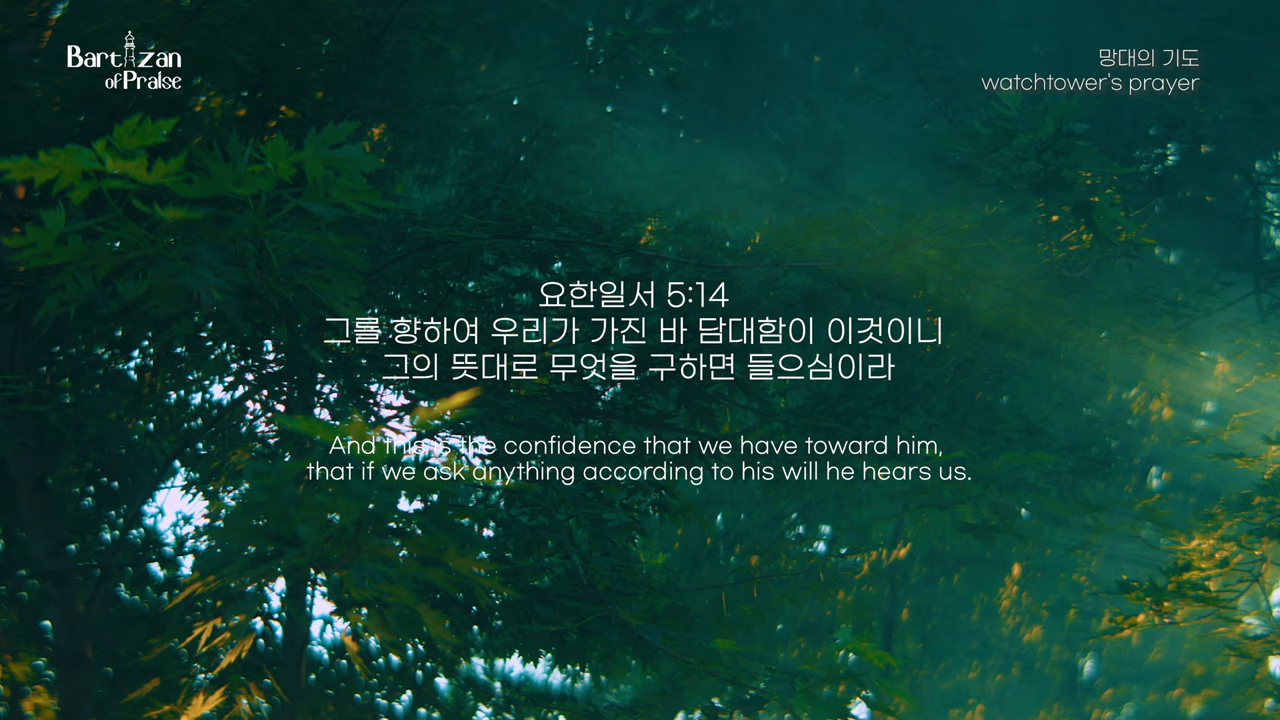 Bartizan
of Praise
망대의 기도
watchtower's prayer
요한일서 5:14
그를 향하여 우리가 가진 바 담대함이 이것이니
그의 뜻대로 무엇을 구하면 들으심이라
And this is the confidence that we have toward him,
that if we ask anything according to his will he hears us.